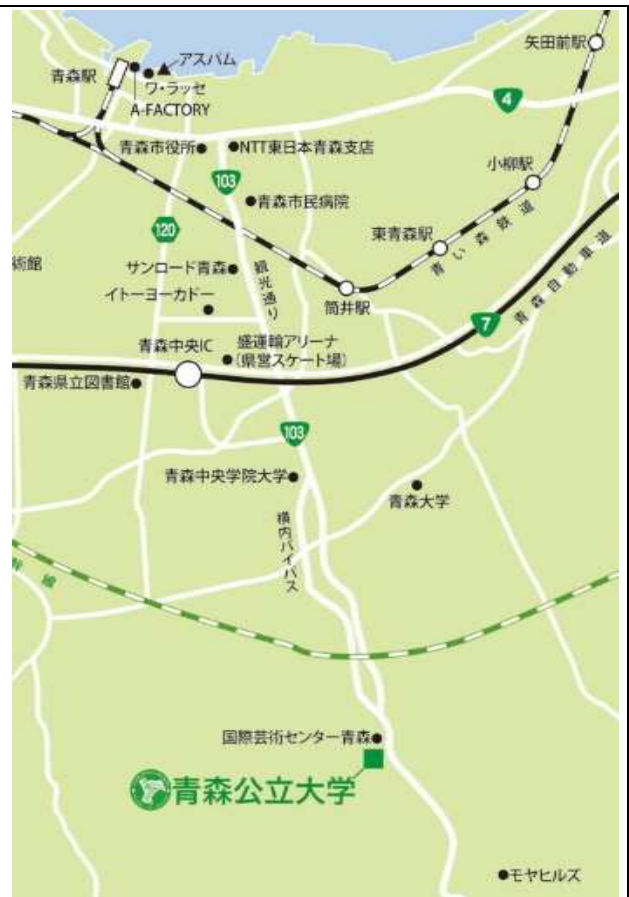 矢田前駅
アスパム
青森駅
ワ・ラッセ
A-FACTORY
4
青森市役所
NTT東日本青森支店
小柳駅
103
青森市民病院
120
東青森駅
青い森鉄道
術館
サンロード青森
観光通り
イトーヨーカドー
筒井駅
青森自動車道
7
青森中央IC
盛運輸アリーナ
(県営スケート場)
青森県立図書館
103
青森中央学院大学
青森大学
横内バイパス
幹線
国際芸術センター青森
青森公立大学
モヤヒルズ